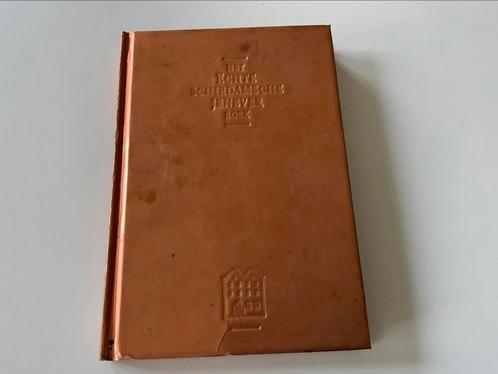 HET
ECHTE
SCHIEDAMSCHE
JENEVER
BOEK